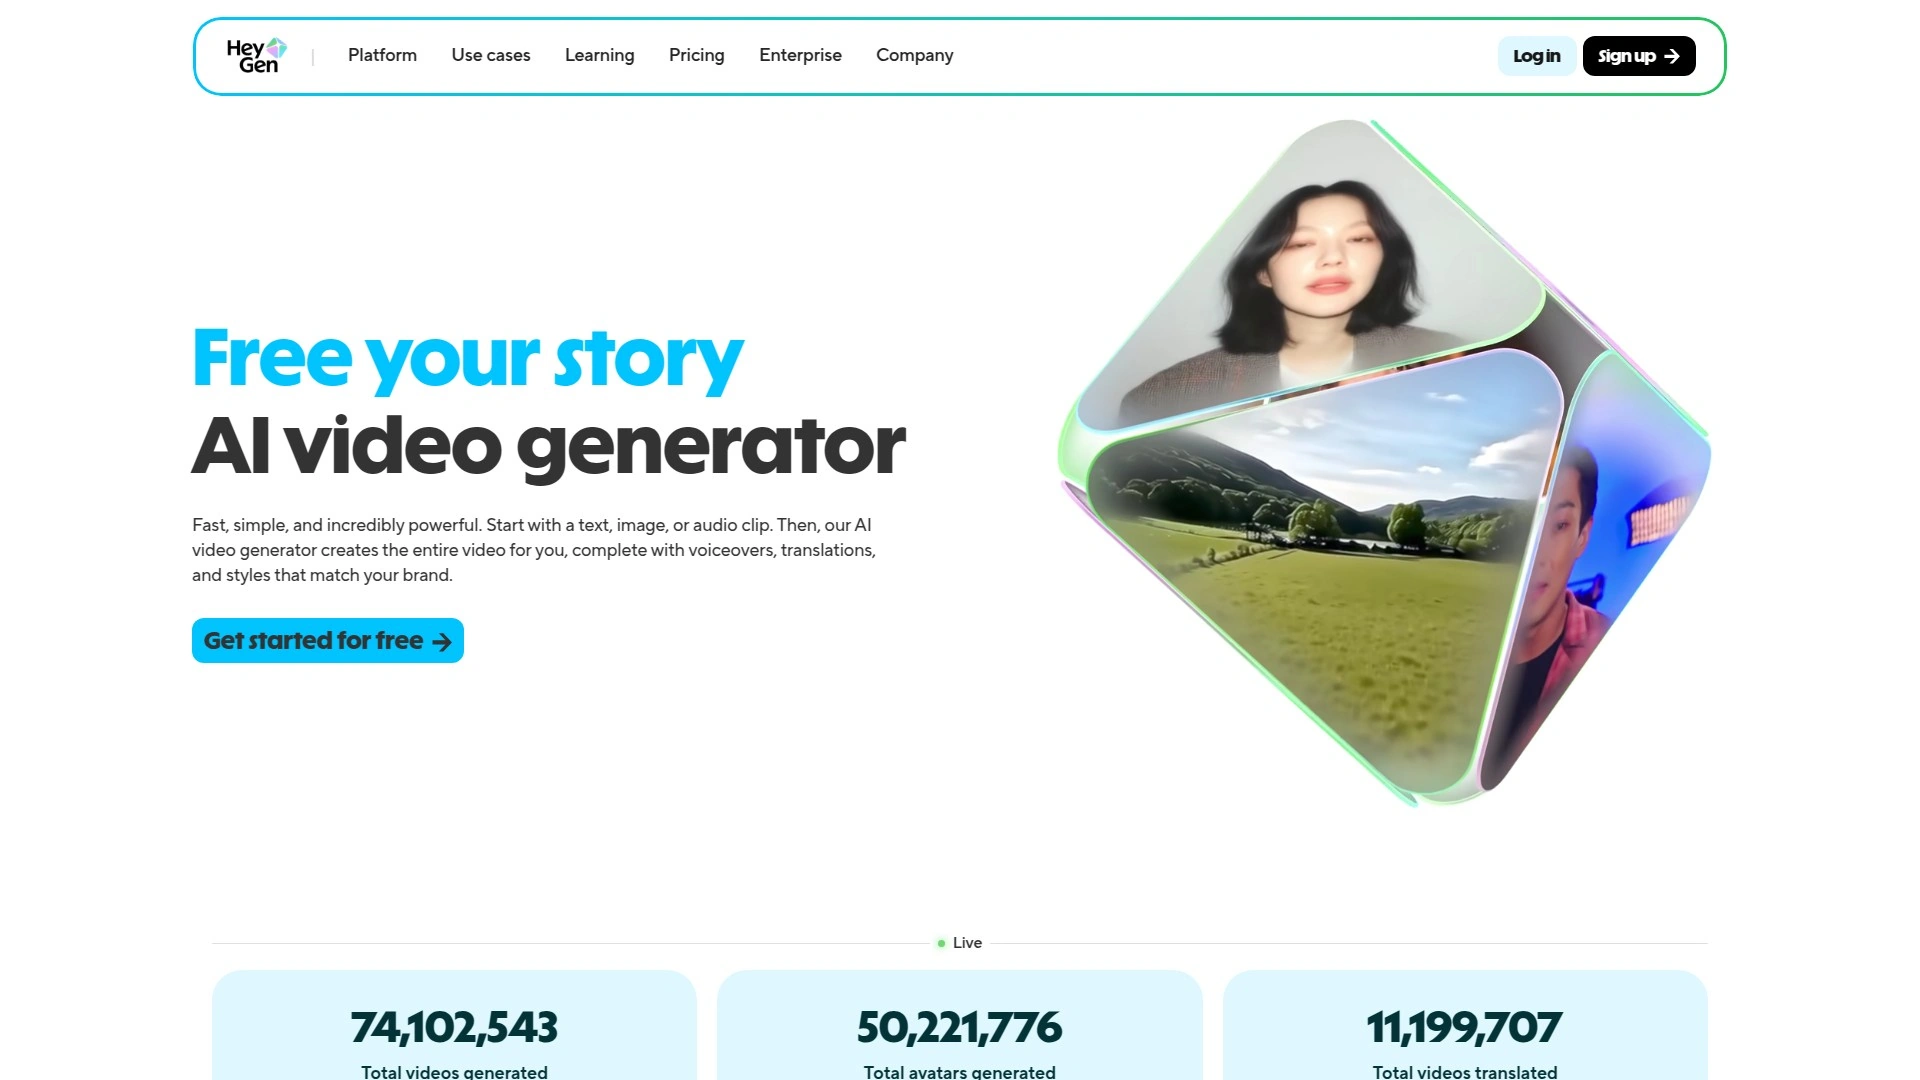 Hey
Gen
Platform
Use cases
Learning
Pricing
Enterprise
Company
Log in
Sign up →
Free your story
AI video generator
Fast, simple, and incredibly powerful. Start with a text, image, or audio clip. Then, our AI
video generator creates the entire video for you, complete with voiceovers, translations,
and styles that match your brand.
Get started for free →
Live
74,102,543
Total videos generated
50,221,776
Total avatars generated
11,199,707
Total videos translated